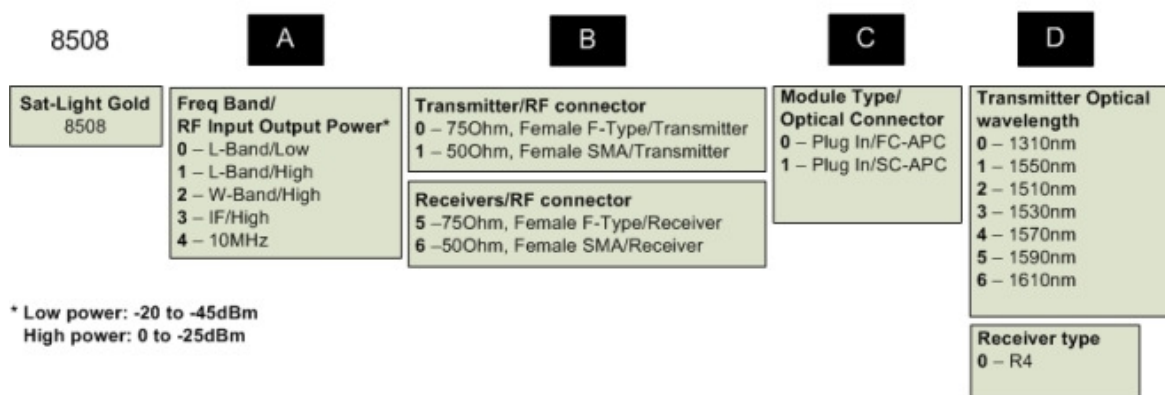 8508
A
B
C
D
Sat-Light Gold
8508
Freq Band/
RF Input Output Power*
0 – L-Band/Low
1 – L-Band/High
2 – W-Band/High
3 – IF/High
4 – 10MHz
Transmitter/RF connector
0 – 75Ohm, Female F-Type/Transmitter
1 – 50Ohm, Female SMA/Transmitter
Receivers/RF connector
5 –75Ohm, Female F-Type/Receiver
6 –50Ohm, Female SMA/Receiver
Module Type/
Optical Connector
0 – Plug In/FC-APC
1 – Plug In/SC-APC
Transmitter Optical
wavelength
0 – 1310nm
1 – 1550nm
2 – 1510nm
3 – 1530nm
4 – 1570nm
5 – 1590nm
6 – 1610nm
Receiver type
0 – R4
* Low power: -20 to -45dBm
High power: 0 to -25dBm